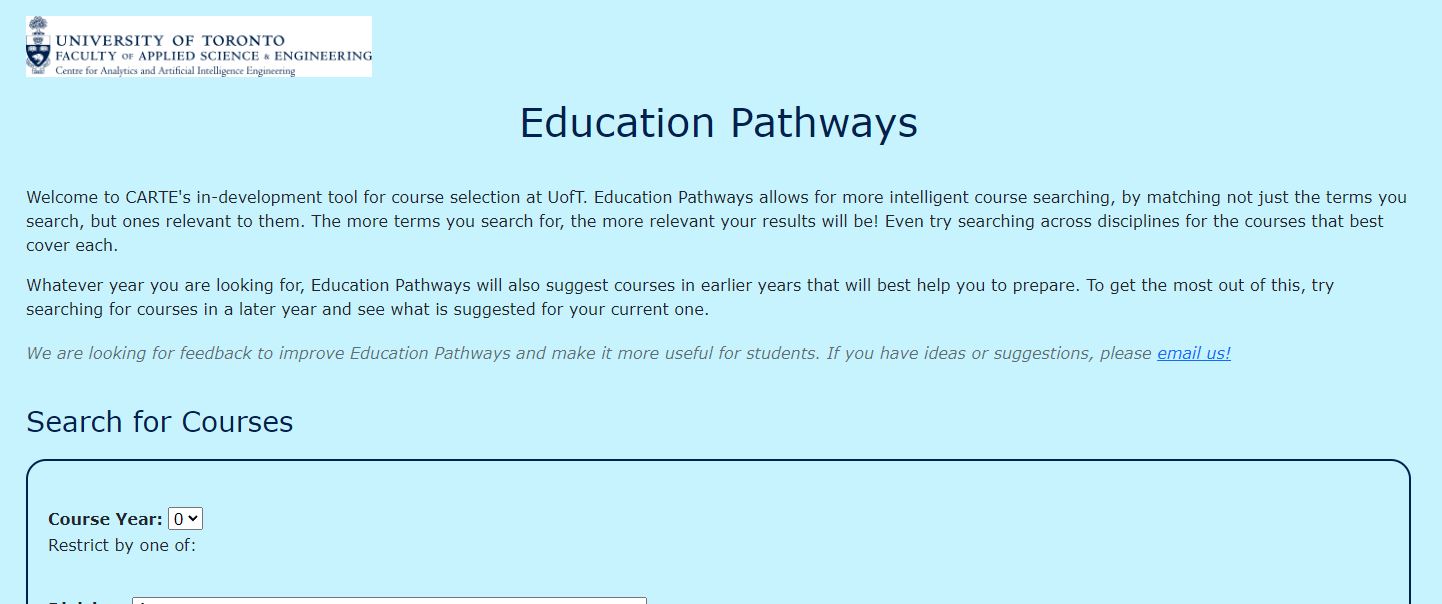 UNIVERSITY OF TORONTO
FACULTY OF APPLIED SCIENCE & ENGINEERING
Centre for Analytics and Artificial Intelligence Engineering
Education Pathways
Welcome to CARTE's in-development tool for course selection at UofT. Education Pathways allows for more intelligent course searching, by matching not just the terms you
search, but ones relevant to them. The more terms you search for, the more relevant your results will be! Even try searching across disciplines for the courses that best
cover each.
Whatever year you are looking for, Education Pathways will also suggest courses in earlier years that will best help you to prepare. To get the most out of this, try
searching for courses in a later year and see what is suggested for your current one.
We are looking for feedback to improve Education Pathways and make it more useful for students. If you have ideas or suggestions, please email us!
Search for Courses
Course Year: 0
Restrict by one of: